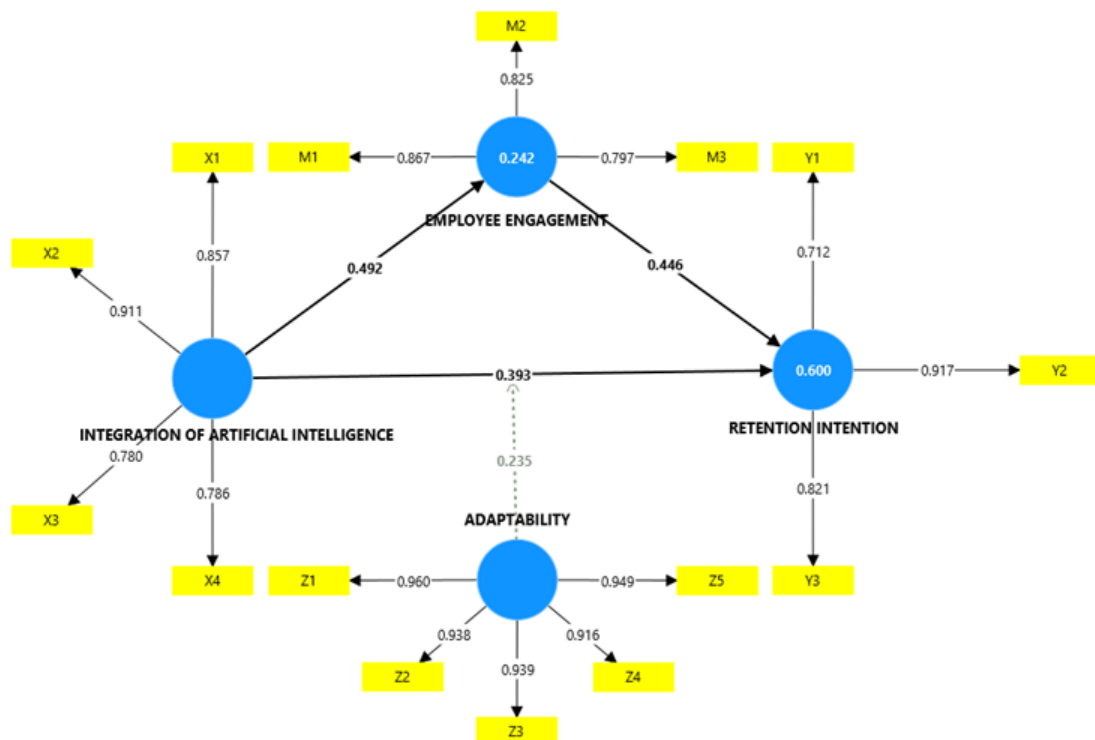 M2
0.825
X1
M1
0.867
0.242
0.797
M3
Y1
EMPLOYEE ENGAGEMENT
X2
0.857
0.712
0.492
0.446
0.911
0.393
0.600
0.917
Y2
INTEGRATION OF ARTIFICIAL INTELLIGENCE
RETENTION INTENTION
0.780
0.235
0.786
0.821
X3
ADAPTABILITY
X4
Z1
0.960
0.949
Z5
Y3
0.938
0.916
0.939
Z2
Z4
Z3